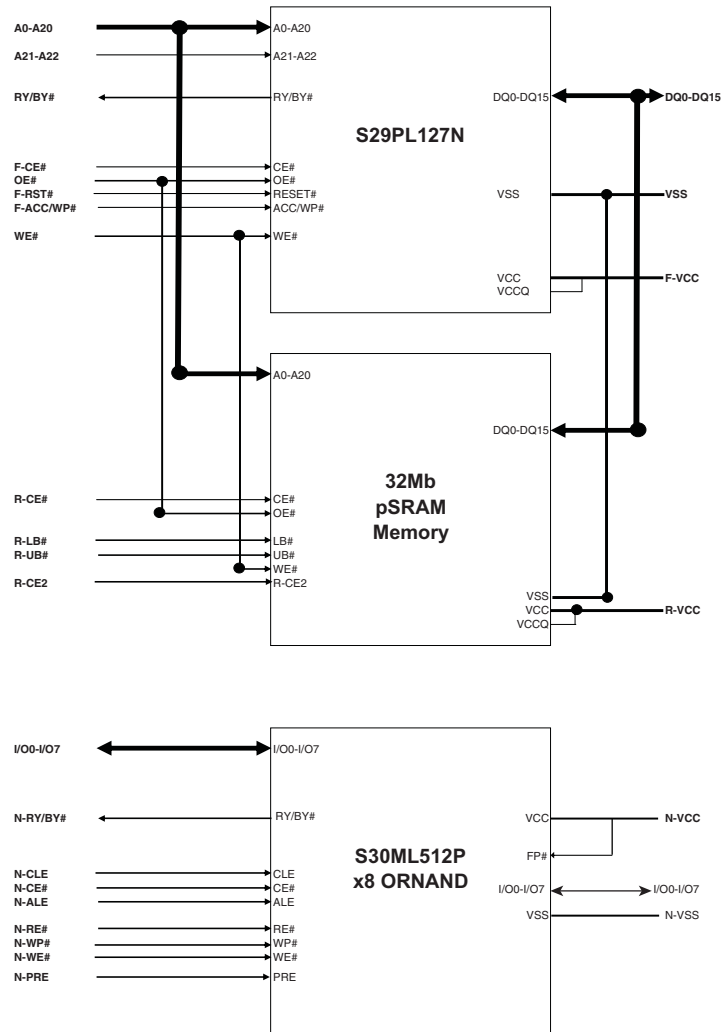 A0-A20 A0-A20
A21-A22 A21-A22
RY/BY# RY/BY# DQ0-DQ15 DQ0-DQ15
S29PL127N
F-CE# CE#
OE# OE#
F-RST# RESET# VSS VSS
F-ACC/WP# ACC/WP#
WE# WE#
VCC F-VCC
VCCQ
A0-A20
DQ0-DQ15
32Mb
pSRAM
Memory
R-CE# CE#
OE#
R-LB# LB#
R-UB# UB#
WE#
R-CE2 R-CE2
VSS
VCC R-VCC
VCCQ
I/O0-I/O7 I/O0-I/O7
N-RY/BY# RY/BY# VCC N-VCC
S30ML512P
x8 ORNAND
FP#
N-CLE CLE
N-CE# CE# I/O0-I/O7 I/O0-I/O7
N-ALE ALE
VSS N-VSS
N-RE# RE#
N-WP# WP#
N-WE# WE#
N-PRE PRE